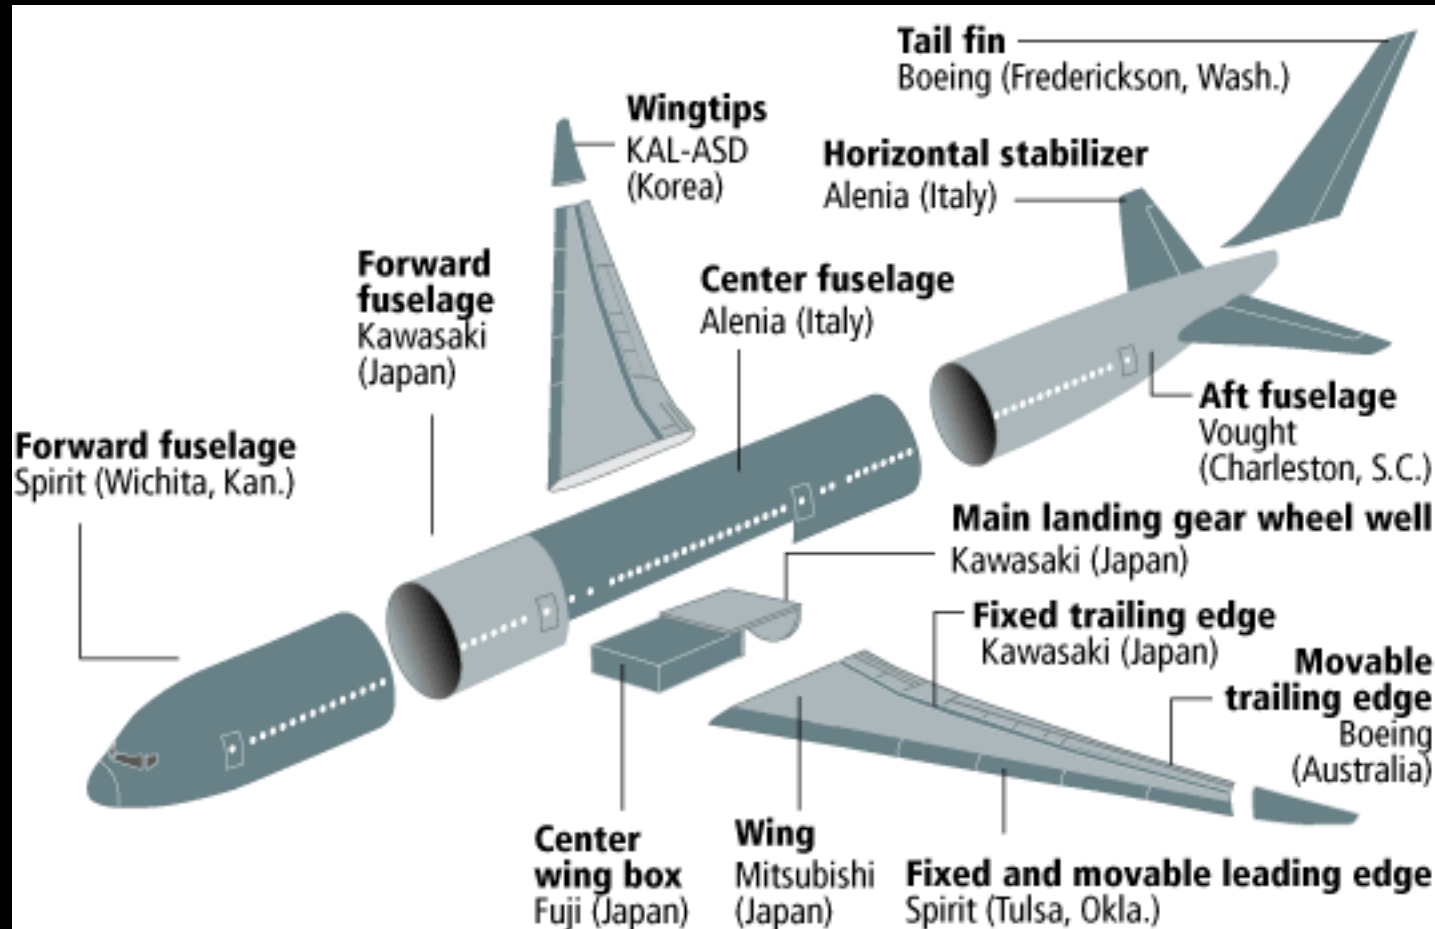 Tail fin
Boeing (Frederickson, Wash.)
Wingtips
KAL-ASD
(Korea)
Horizontal stabilizer
Alenia (Italy)
Forward
fuselage
Kawasaki
(Japan)
Center fuselage
Alenia (Italy)
Forward fuselage
Spirit (Wichita, Kan.)
Aft fuselage
Vought
(Charleston, S.C.)
Main landing gear wheel well
Kawasaki (Japan)
Fixed trailing edge
Kawasaki (Japan)
Movable
trailing edge
Boeing
(Australia)
Center
wing box
Fuji (Japan)
Wing
Mitsubishi
(Japan)
Fixed and movable leading edge
Spirit (Tulsa, Okla.)